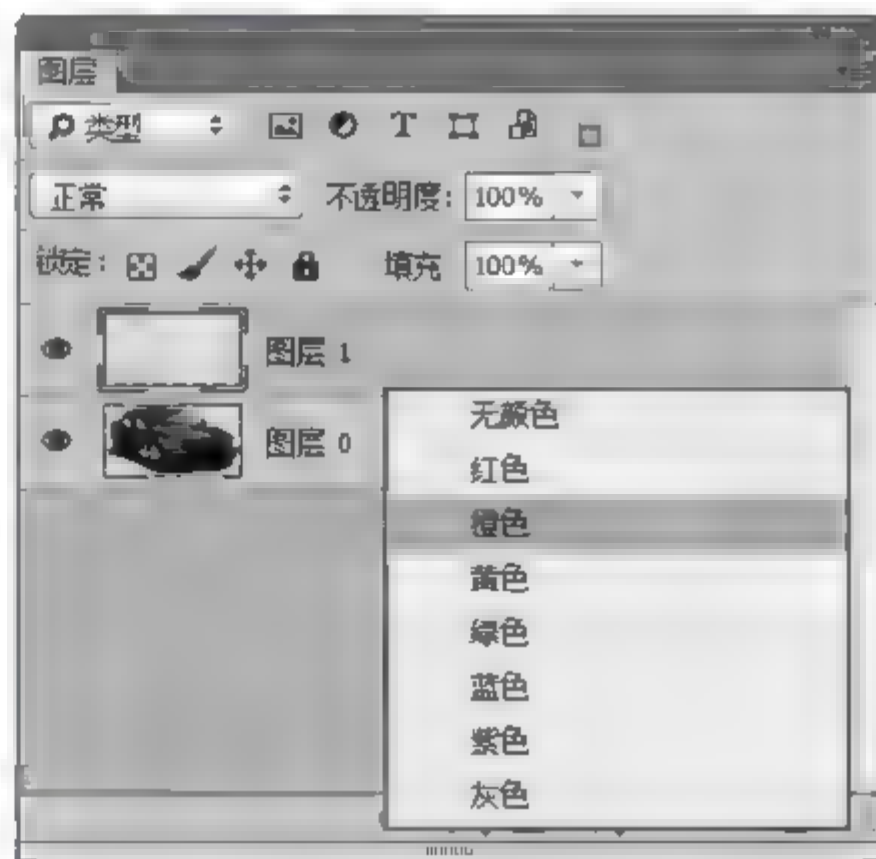 图层
类型 T
正常 不透明度: 100%
锁定: 填充 100%
图层 1
图层 0
无颜色
红色
橙色
黄色
绿色
蓝色
紫色
灰色